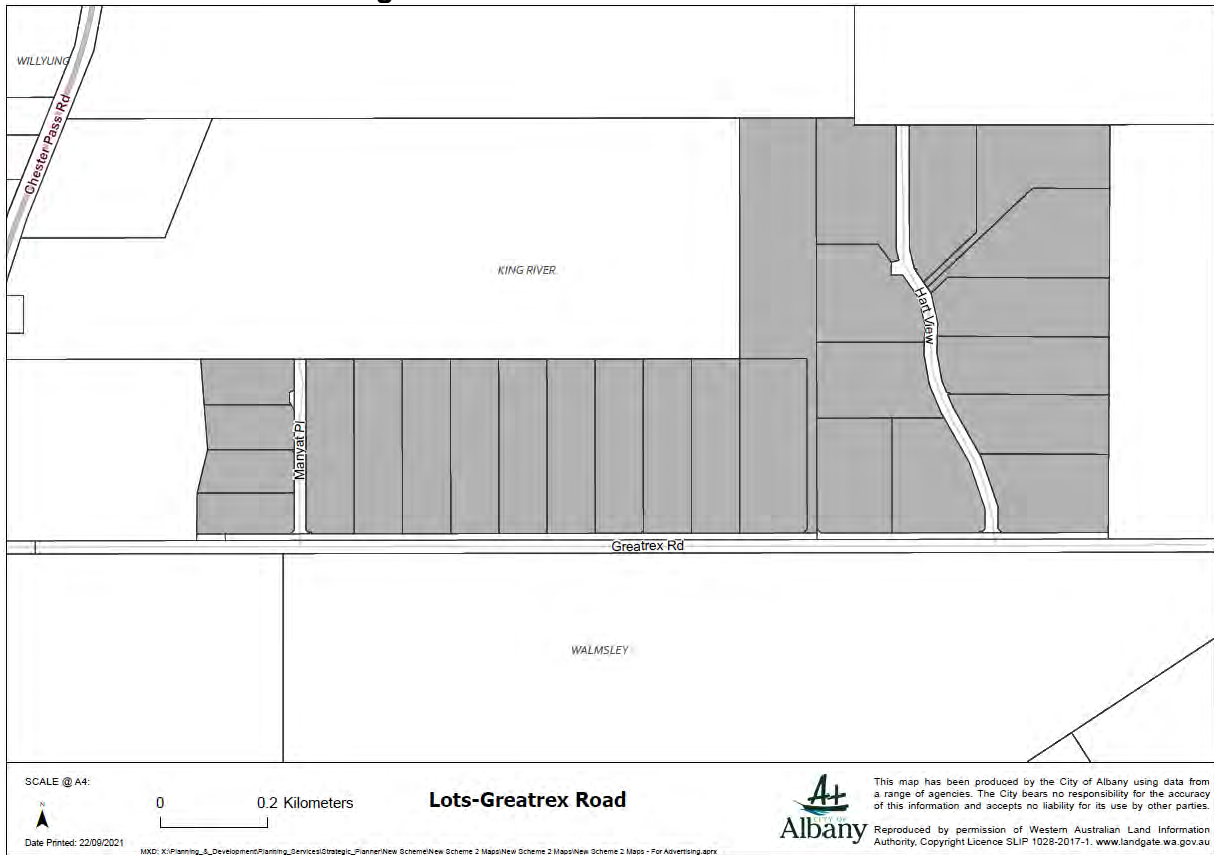 WILLYUNG
Chester Pass Rd
KING RIVER
Hart View
Manyat Pl
Greatrex Rd
WALMSLEY
SCALE @ A4:
N
0 0.2 Kilometers
Date Printed: 22/09/2021
Lots-Greatrex Road
MXD: X:\Planning_&_Development\Planning_Services\Strategic_Planner\New Scheme\New Scheme 2 Maps\New Scheme 2 Maps\New Scheme 2 Maps - For Advertising.aprx
CITY OF
Albany
This map has been produced by the City of Albany using data from
a range of agencies. The City bears no responsibility for the accuracy
of this information and accepts no liability for its use by other parties.
Reproduced by permission of Western Australian Land Information
Authority, Copyright Licence SLIP 1028-2017-1. www.landgate.wa.gov.au